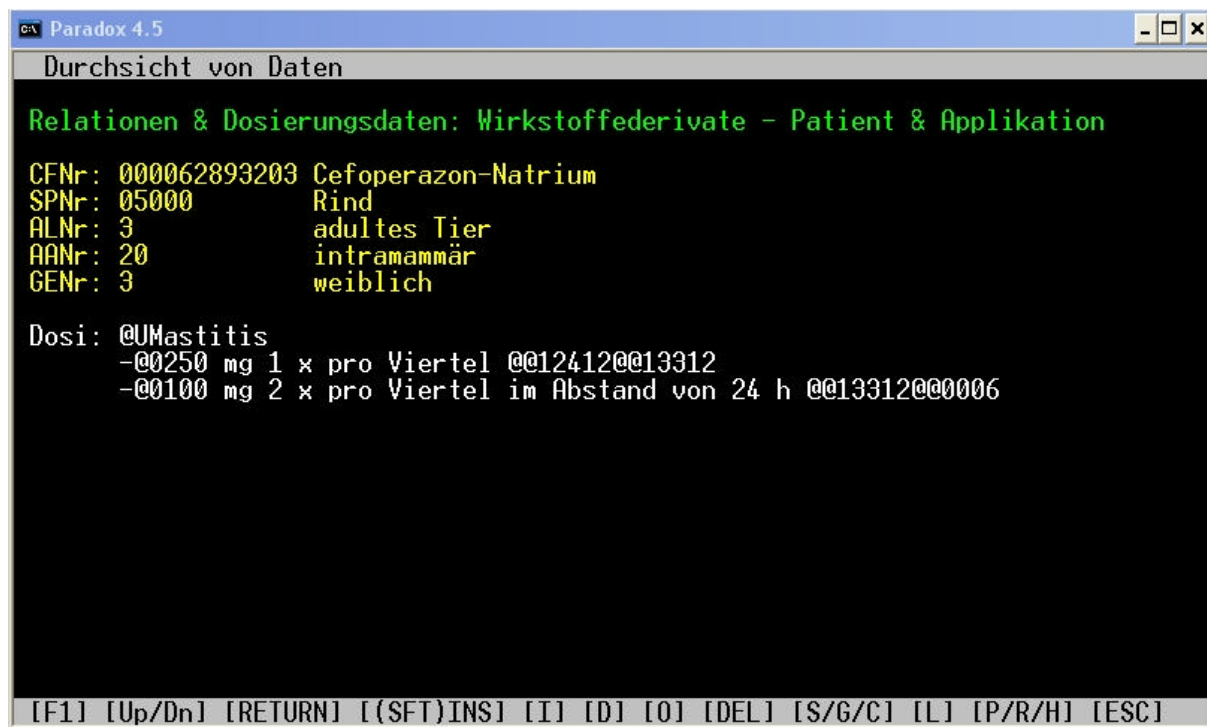 Paradox 4.5
Durchsicht von Daten
Relationen & Dosierungsdaten: Wirkstoffederivate - Patient & Applikation
CFNr: 000062893203 Cefoperazon-Natrium
SPNr: 05000 Rind
ALNr: 3 adultes Tier
AANr: 20 intramammär
GENr: 3 weiblich
Dosi: @UMastitis
-@0250 mg 1 x pro Viertel @@12412@@13312
-@0100 mg 2 x pro Viertel im Abstand von 24 h @@13312@@0006
[F1] [Up/Dn] [RETURN] [(SFT)INS] [I] [D] [O] [DEL] [S/G/C] [L] [P/R/H] [ESC]